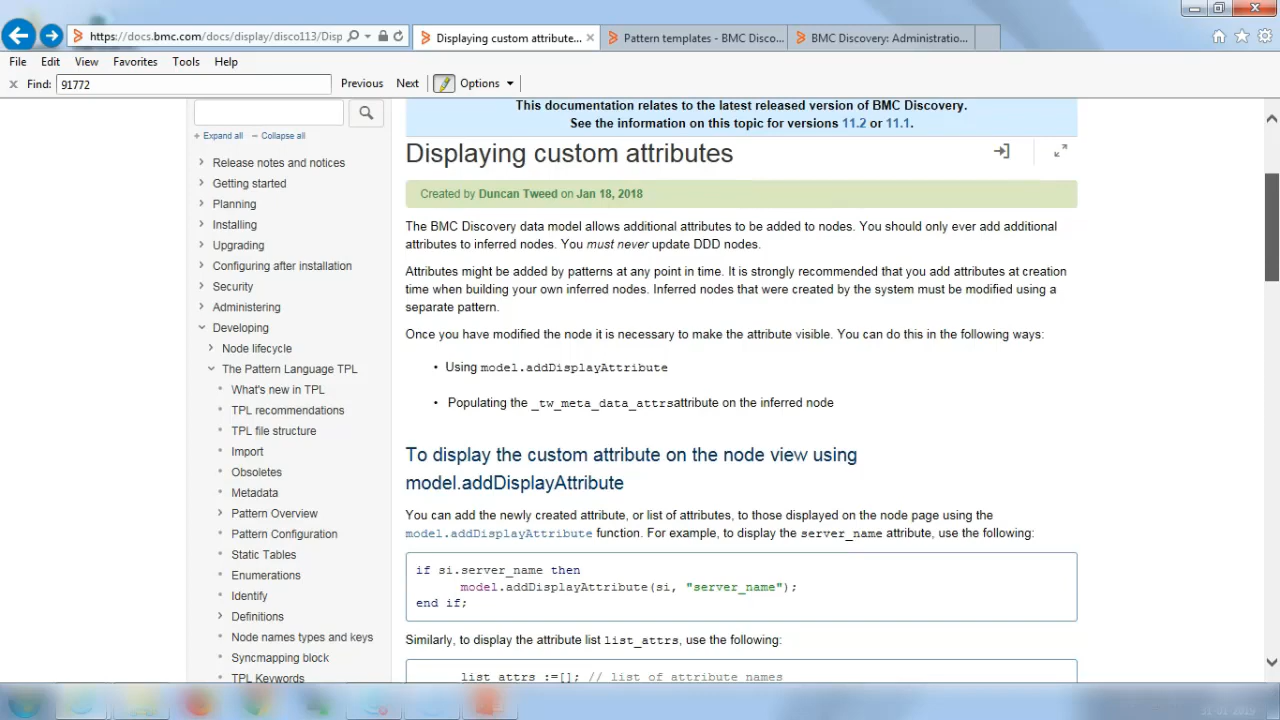 https://docs.bmc.com/docs/display/disco113/Disp
Displaying custom attribute...
Pattern templates - BMC Disco...
BMC Discovery: Administratio...
File Edit View Favorites Tools Help
Find: 91772 Previous Next Options
+ Expand all − Collapse all
Release notes and notices
Getting started
Planning
Installing
Upgrading
Configuring after installation
Security
Administering
Developing
Node lifecycle
The Pattern Language TPL
What's new in TPL
TPL recommendations
TPL file structure
Import
Obsoletes
Metadata
Pattern Overview
Pattern Configuration
Static Tables
Enumerations
Identify
Definitions
Node names types and keys
Syncmapping block
TPL Keywords
This documentation relates to the latest released version of BMC Discovery.
See the information on this topic for versions 11.2 or 11.1.
Displaying custom attributes
Created by Duncan Tweed on Jan 18, 2018
The BMC Discovery data model allows additional attributes to be added to nodes. You should only ever add additional
attributes to inferred nodes. You must never update DDD nodes.
Attributes might be added by patterns at any point in time. It is strongly recommended that you add attributes at creation
time when building your own inferred nodes. Inferred nodes that were created by the system must be modified using a
separate pattern.
Once you have modified the node it is necessary to make the attribute visible. You can do this in the following ways:
• Using model.addDisplayAttribute
• Populating the _tw_meta_data_attrsattribute on the inferred node
To display the custom attribute on the node view using
model.addDisplayAttribute
You can add the newly created attribute, or list of attributes, to those displayed on the node page using the
model.addDisplayAttribute function. For example, to display the server_name attribute, use the following:
if si.server_name then
model.addDisplayAttribute(si, "server_name");
end if;
Similarly, to display the attribute list list_attrs, use the following:
list attrs :=[]; // list of attribute names